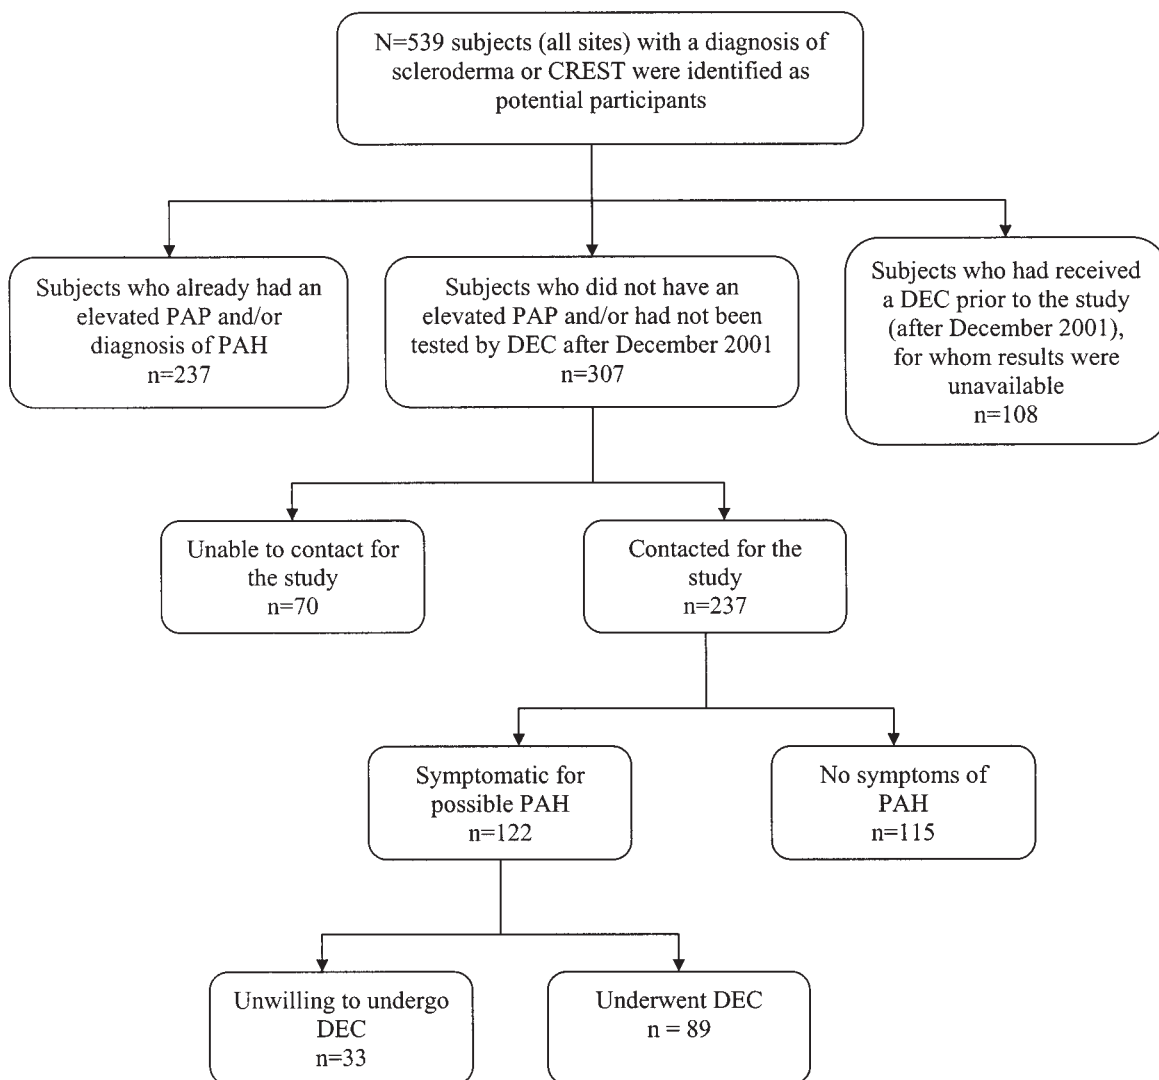 N=539 subjects (all sites) with a diagnosis of
scleroderma or CREST were identified as
potential participants
Subjects who already had an
elevated PAP and/or
diagnosis of PAH
n=237
Subjects who did not have an
elevated PAP and/or had not been
tested by DEC after December 2001
n=307
Subjects who had received
a DEC prior to the study
(after December 2001),
for whom results were
unavailable
n=108
Unable to contact for
the study
n=70
Contacted for the
study
n=237
Symptomatic for
possible PAH
n=122
No symptoms of
PAH
n=115
Unwilling to undergo
DEC
n=33
Underwent DEC
n = 89